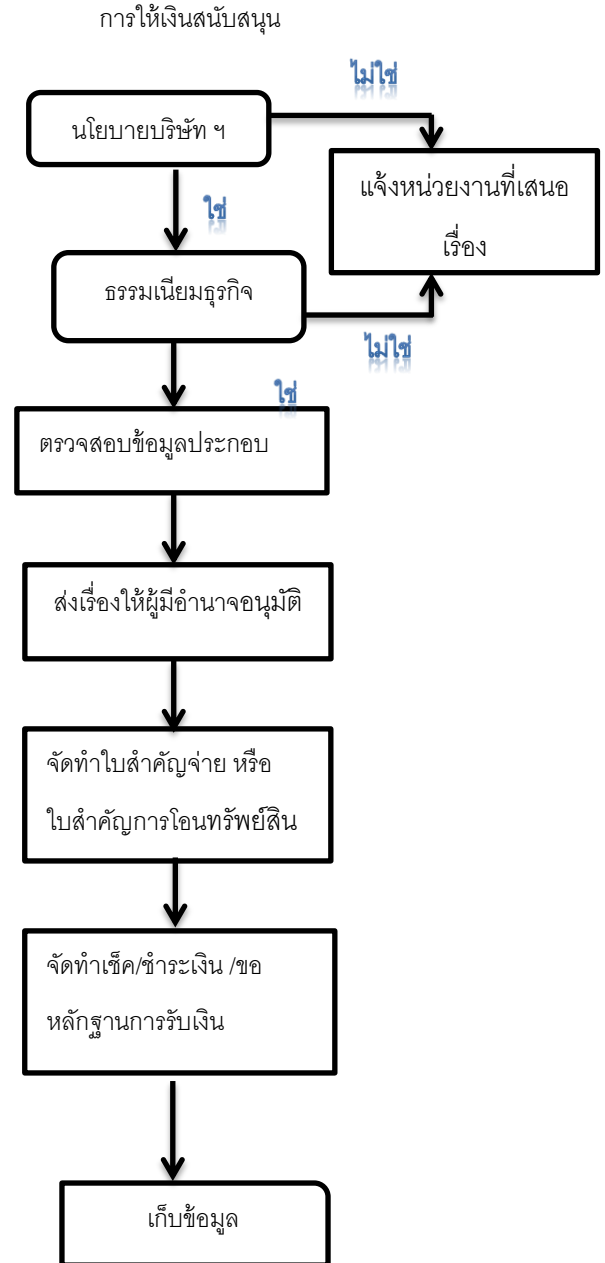 การให้เงินสนับสนุน
ไม่ใช่
นโยบายบริษัท ฯ
แจ้งหน่วยงานที่เสนอ
เรื่อง
ใช่
ธรรมเนียมธุรกิจ
ไม่ใช่
ใช่
ตรวจสอบข้อมูลประกอบ
ส่งเรื่องให้ผู้มีอำนาจอนุมัติ
จัดทำใบสำคัญจ่าย หรือ
ใบสำคัญการโอนทรัพย์สิน
จัดทำเช็ค/ชำระเงิน /ขอ
หลักฐานการรับเงิน
เก็บข้อมูล